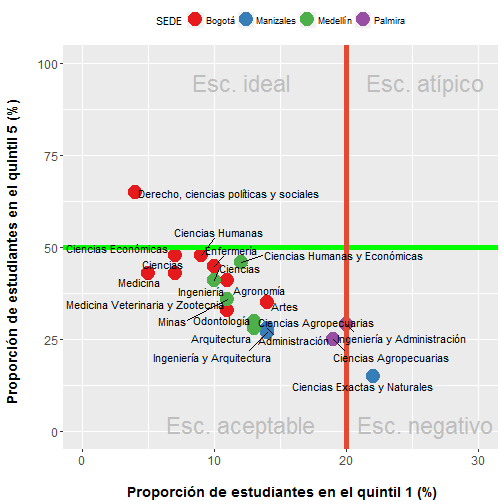 SEDE Bogotá Manizales Medellín Palmira
Proporción de estudiantes en el quintil 5 (%)
100
75
50
25
0
Esc. ideal
Esc. atípico
Derecho, ciencias políticas y sociales
Ciencias Humanas
Ciencias Económicas
Enfermería
Ciencias Humanas y Económicas
Ciencias
Ciencias
Medicina
Ingeniería
Agronomía
Medicina Veterinaria y Zootecnia
Artes
Minas
Odontología
Ciencias Agropecuarias
Arquitectura
Administración
Ingeniería y Administración
Ingeniería y Arquitectura
Ciencias Agropecuarias
Ciencias Exactas y Naturales
Esc. aceptable
Esc. negativo
0
10
20
30
Proporción de estudiantes en el quintil 1 (%)